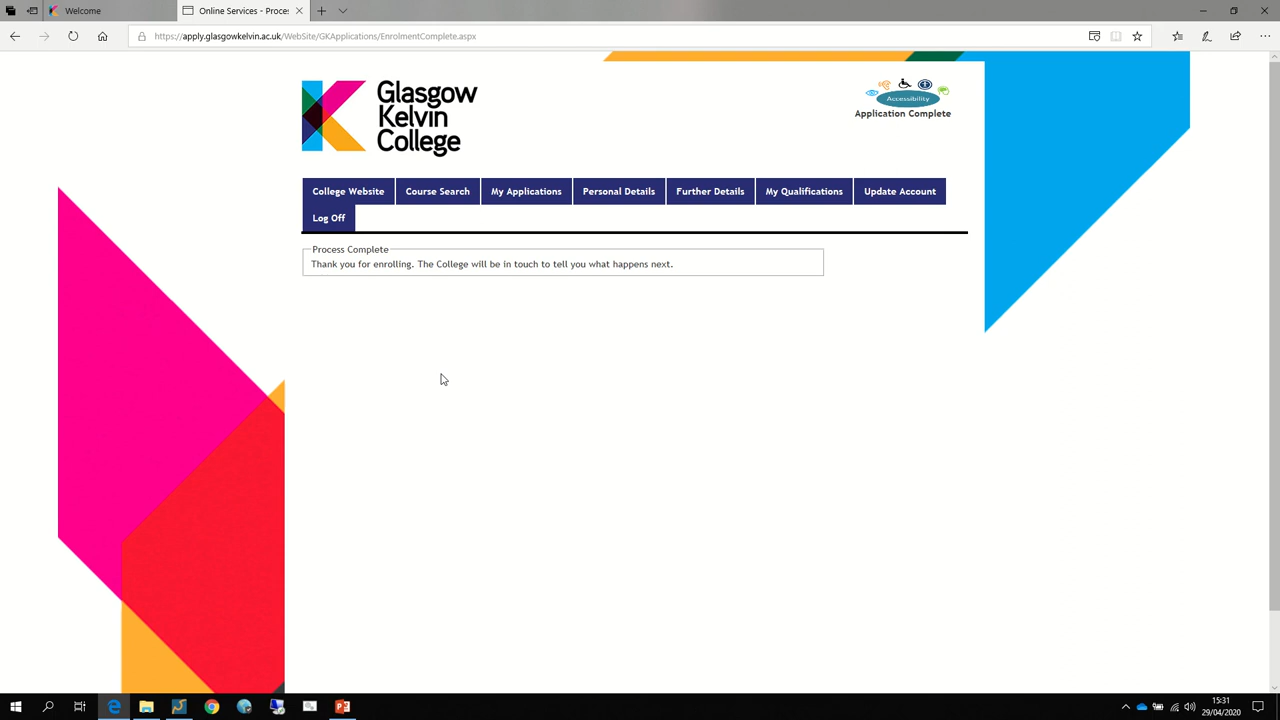 Welcome
Online Services - Proces
https://apply.glasgowkelvin.ac.uk/WebSite/GKApplications/EnrolmentComplete.aspx
Glasgow
Kelvin
College
Accessibility
Application Complete
College Website
Course Search
My Applications
Personal Details
Further Details
My Qualifications
Update Account
Log Off
Process Complete
Thank you for enrolling. The College will be in touch to tell you what happens next.
15:31
29/04/2020